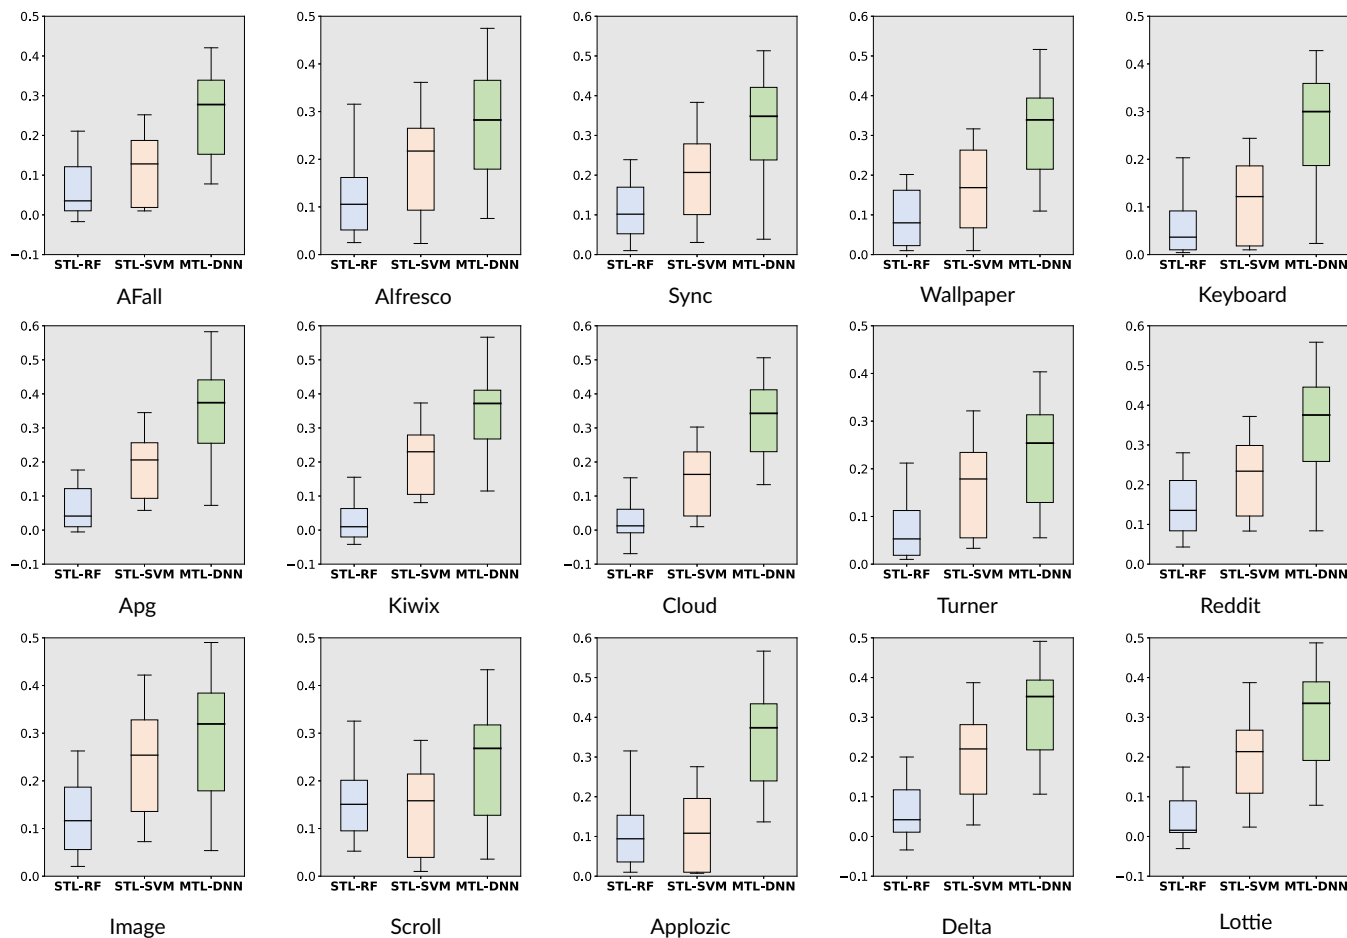 0.5 0.5 0.6 0.6 0.5
0.4 0.4 0.5 0.5 0.4
0.3 0.3 0.4 0.4 0.3
0.2 0.2 0.3 0.3 0.2
0.1 0.1 0.2 0.2 0.1
0.0 0.1 0.1
−0.1 0.0 0.0 0.0 0.0
STL-RF STL-SVM MTL-DNN STL-RF STL-SVM MTL-DNN STL-RF STL-SVM MTL-DNN STL-RF STL-SVM MTL-DNN STL-RF STL-SVM MTL-DNN
AFall Alfresco Sync Wallpaper Keyboard
0.6 0.6 0.6 0.5 0.6
0.5 0.5 0.5 0.4 0.5
0.4 0.4 0.4 0.3 0.4
0.3 0.3 0.3 0.2 0.3
0.2 0.2 0.2 0.1 0.2
0.1 0.1 0.1 0.1
0.0 0.0 0.0
−0.1 −0.1 −0.1 0.0 0.0
STL-RF STL-SVM MTL-DNN STL-RF STL-SVM MTL-DNN STL-RF STL-SVM MTL-DNN STL-RF STL-SVM MTL-DNN STL-RF STL-SVM MTL-DNN
Apg Kiwix Cloud Turner Reddit
0.5 0.5 0.6 0.5 0.5
0.4 0.4 0.5 0.4 0.4
0.3 0.3 0.4 0.3 0.3
0.2 0.2 0.3 0.2 0.2
0.1 0.1 0.2 0.1 0.1
0.1 0.0 0.0
0.0 0.0 0.0 −0.1 −0.1
STL-RF STL-SVM MTL-DNN STL-RF STL-SVM MTL-DNN STL-RF STL-SVM MTL-DNN STL-RF STL-SVM MTL-DNN STL-RF STL-SVM MTL-DNN
Image Scroll Applozic Delta Lottie